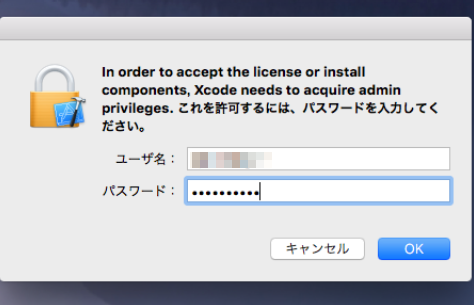 In order to accept the license or install
components, Xcode needs to acquire admin
privileges. これを許可するには、パスワードを入力してく
ださい。
ユーザ名：
パスワード： ••••••••••
キャンセル OK